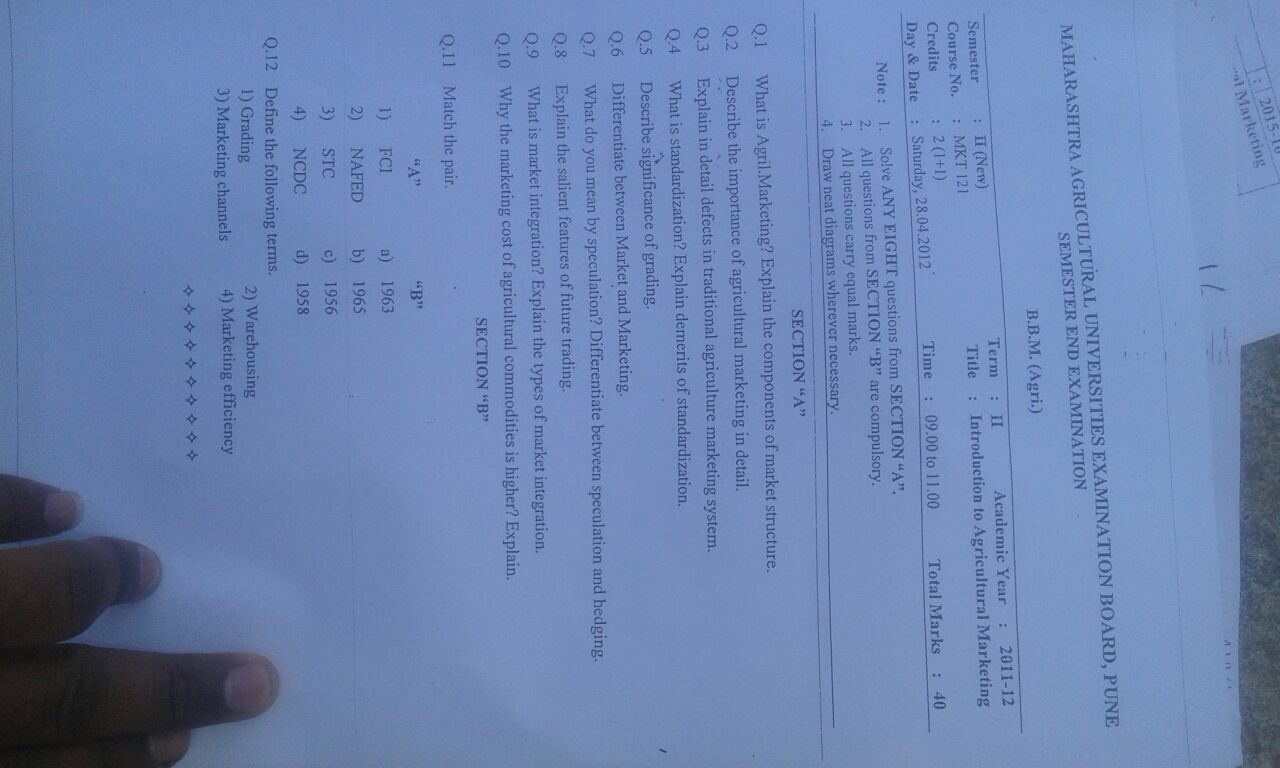 : 2015-16
al Marketing
MAHARASHTRA AGRICULTURAL UNIVERSITIES EXAMINATION BOARD, PUNE
SEMESTER END EXAMINATION
B.B.M. (Agri.)
Semester : II (New) Term : II Academic Year : 2011-12
Course No. : MKT 121 Title : Introduction to Agricultural Marketing
Credits : 2 (1+1)
Day & Date : Saturday, 28.04.2012 Time : 09.00 to 11.00 Total Marks : 40
Note : 1. Solve ANY EIGHT questions from SECTION “A”.
2. All questions from SECTION “B” are compulsory.
3. All questions carry equal marks.
4. Draw neat diagrams wherever necessary.
SECTION “A”
Q.1 What is Agril.Marketing? Explain the components of market structure.
Q.2 Describe the importance of agricultural marketing in detail.
Q.3 Explain in detail defects in traditional agriculture marketing system.
Q.4 What is standardization? Explain demerits of standardization.
Q.5 Describe significance of grading.
Q.6 Differentiate between Market and Marketing.
Q.7 What do you mean by speculation? Differentiate between speculation and hedging.
Q.8 Explain the salient features of future trading.
Q.9 What is market integration? Explain the types of market integration.
Q.10 Why the marketing cost of agricultural commodities is higher? Explain.
SECTION “B”
Q.11 Match the pair.
“A” “B”
1) FCI a) 1963
2) NAFED b) 1965
3) STC c) 1956
4) NCDC d) 1958
Q.12 Define the following terms.
1) Grading 2) Warehousing
3) Marketing channels 4) Marketing efficiency